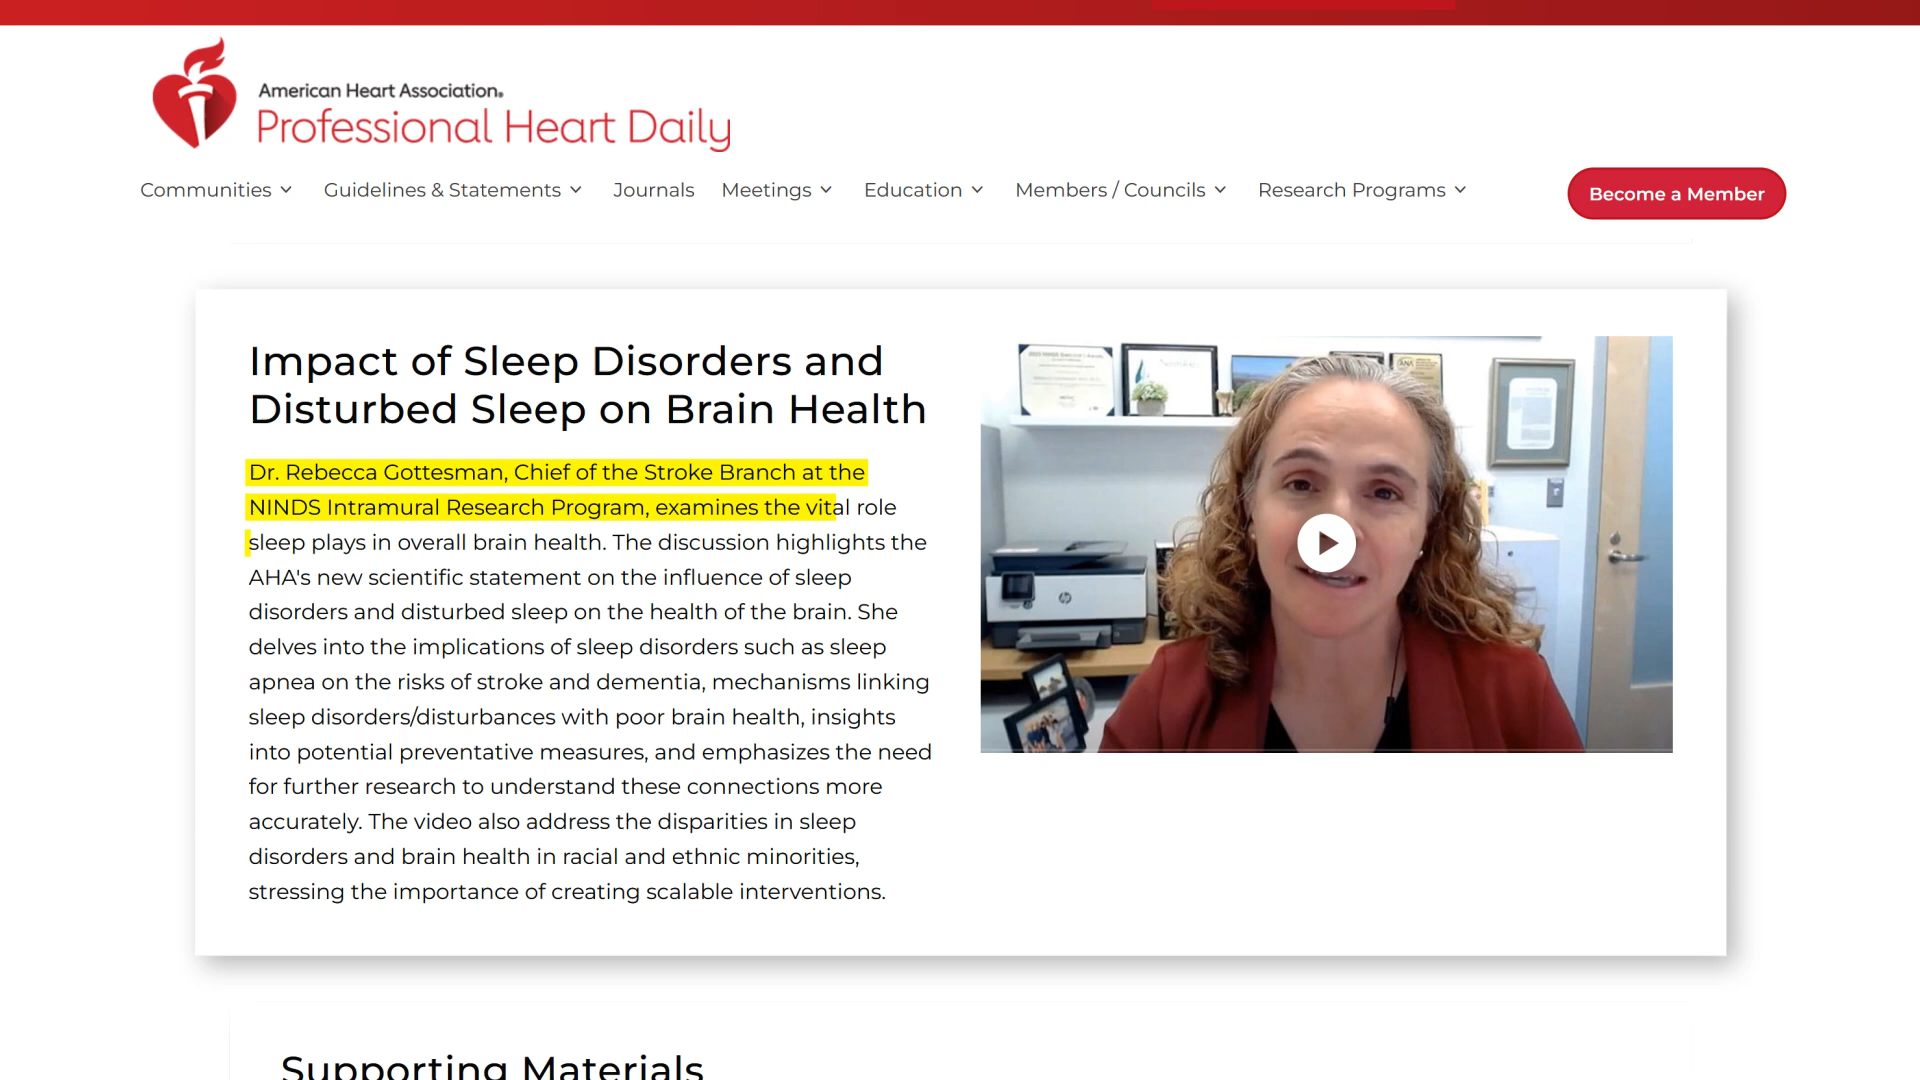 American Heart Association®
Professional Heart Daily
Communities
Guidelines & Statements
Journals
Meetings
Education
Members / Councils
Research Programs
Become a Member
Impact of Sleep Disorders and
Disturbed Sleep on Brain Health
Dr. Rebecca Gottesman, Chief of the Stroke Branch at the
NINDS Intramural Research Program, examines the vital role
sleep plays in overall brain health. The discussion highlights the
AHA's new scientific statement on the influence of sleep
disorders and disturbed sleep on the health of the brain. She
delves into the implications of sleep disorders such as sleep
apnea on the risks of stroke and dementia, mechanisms linking
sleep disorders/disturbances with poor brain health, insights
into potential preventative measures, and emphasizes the need
for further research to understand these connections more
accurately. The video also address the disparities in sleep
disorders and brain health in racial and ethnic minorities,
stressing the importance of creating scalable interventions.
ANA
hp
Supporting Materials